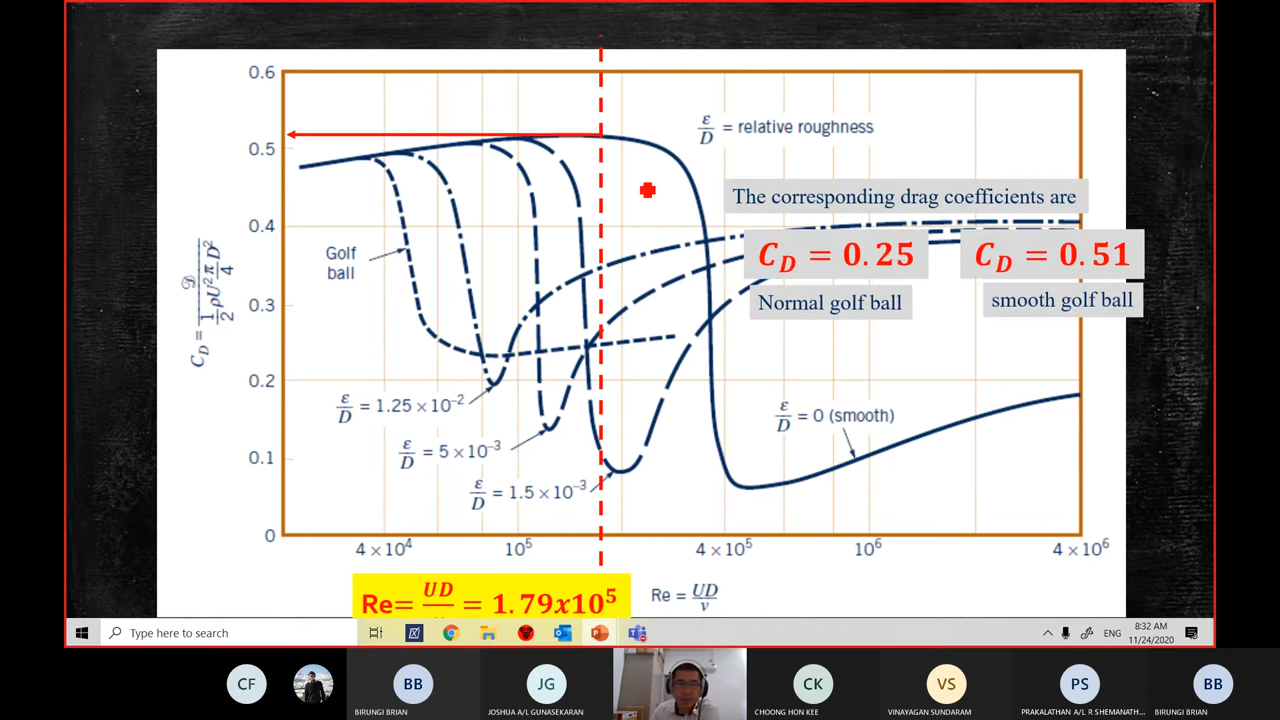 0.6
0.5
0.4
0.3
0.2
0.1
0
C_D = 𝒟 / (1/2 ρU² π/4 D²)
ε/D = relative roughness
The corresponding drag coefficients are
C_D = 0.25
C_D = 0.51
Normal golf ball
smooth golf ball
Golf
ball
ε/D = 1.25 × 10⁻²
ε/D = 5 × 10⁻³
ε/D = 1.5 × 10⁻³
ε/D = 0 (smooth)
4 × 10⁴
10⁵
4 × 10⁵
10⁶
4 × 10⁶
Re= UD = 1.79x10⁵
Re = UD/ν
Type here to search
ENG
8:32 AM
11/24/2020
CF
BB
JG
CK
VS
PS
BB
BIRUNGI BRIAN
JOSHUA A/L GUNASEKARAN
CHOONG HON KEE
VINAYAGAN SUNDARAM
PRAKALATHAN A/L R SHEMANATH...
BIRUNGI BRIAN